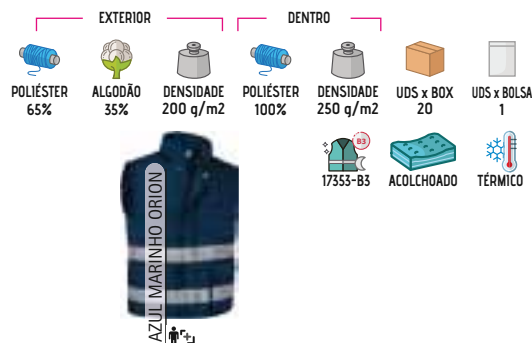 EXTERIOR
DENTRO
POLIÉSTER
65%
ALGODÃO
35%
DENSIDADE
200 g/m2
POLIÉSTER
100%
DENSIDADE
250 g/m2
UDS x BOX
20
UDS x BOLSA
1
B3
17353-B3
ACOLCHOADO
TÉRMICO
AZUL MARINHO ORION